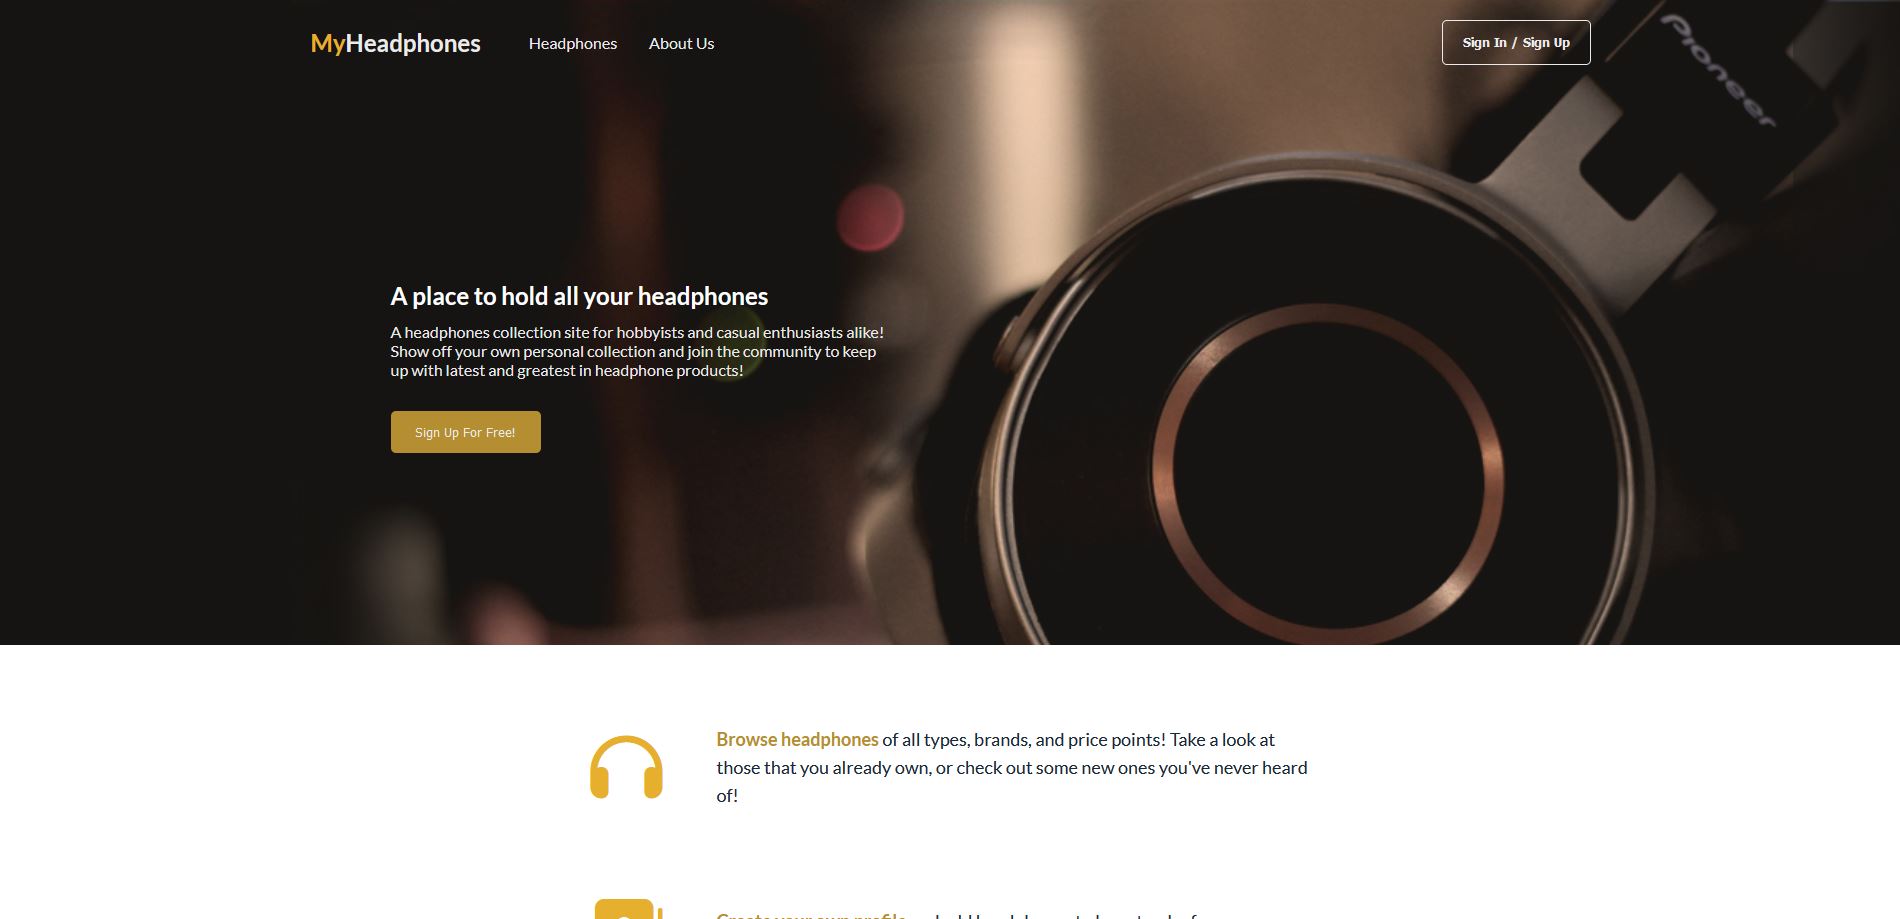 MyHeadphones
Headphones
About Us
Sign In / Sign Up
Pioneer
A place to hold all your headphones
A headphones collection site for hobbyists and casual enthusiasts alike!
Show off your own personal collection and join the community to keep
up with latest and greatest in headphone products!
Sign Up For Free!
Browse headphones of all types, brands, and price points! Take a look at
those that you already own, or check out some new ones you've never heard
of!
Create your own profile